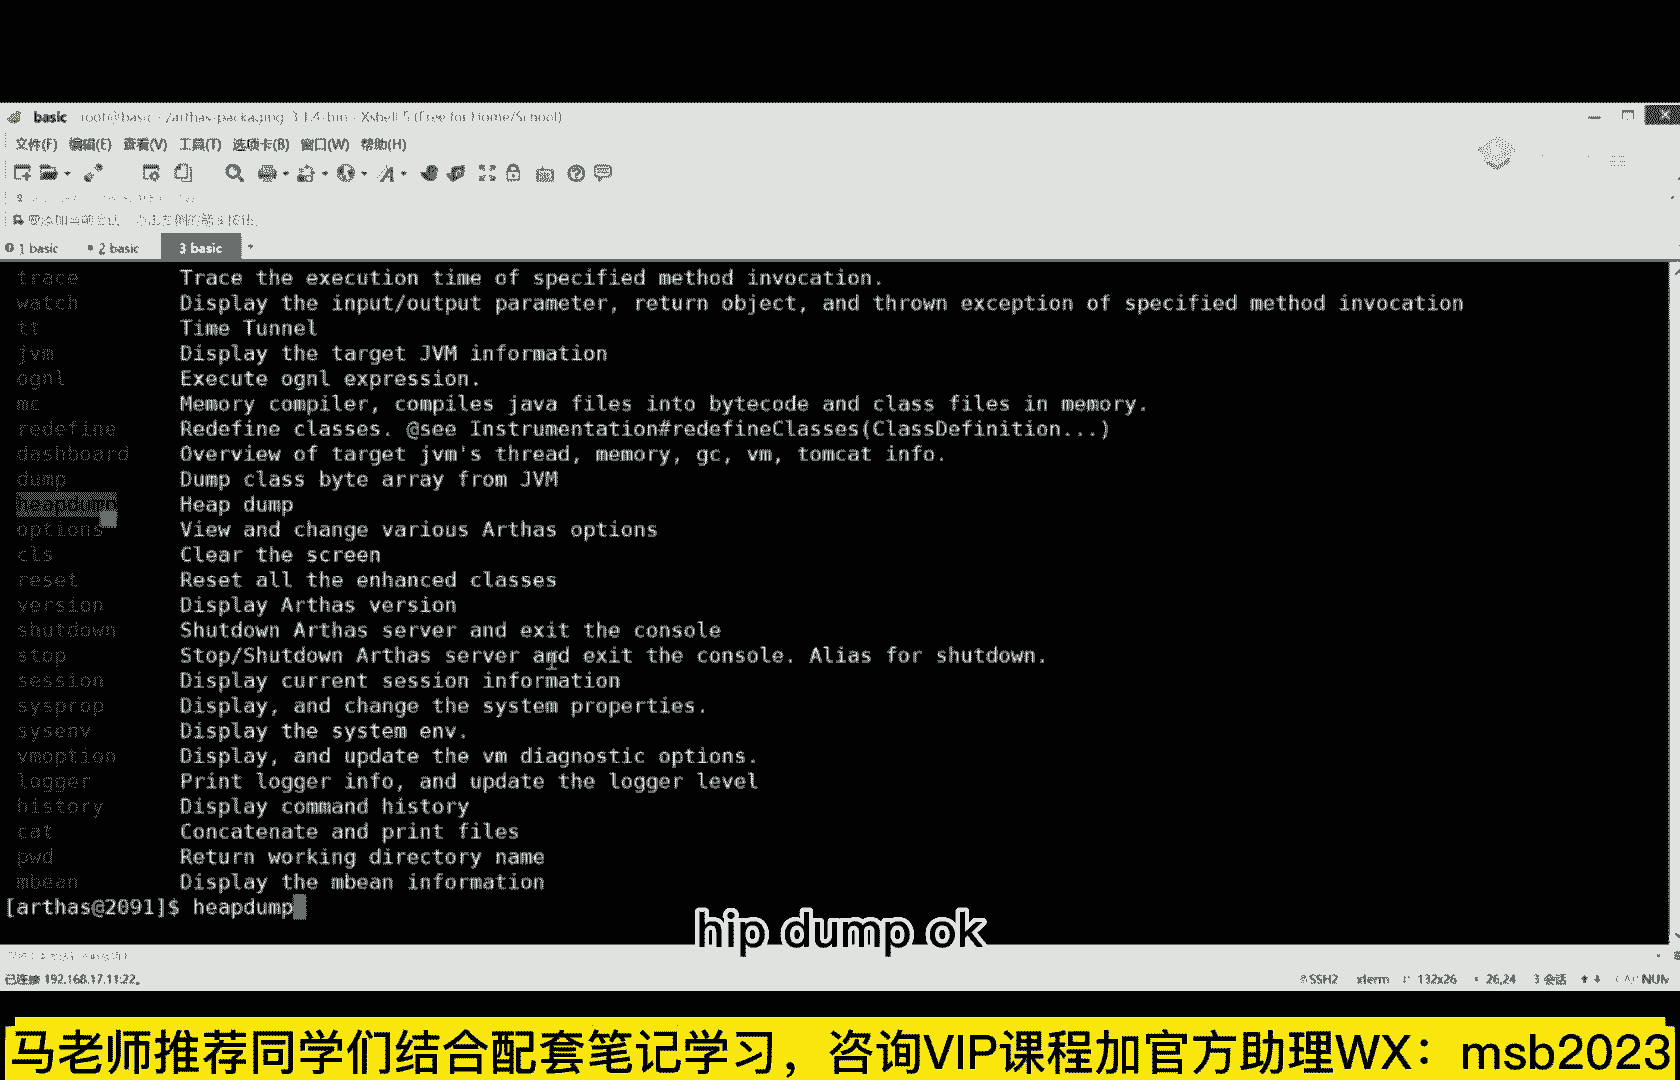 basic root@basic:~/arthas-packaging-3.1.4-bin - Xshell 5 (Free for Home/School)
文件(F) 编辑(E) 查看(V) 工具(T) 选项卡(B) 窗口(W) 帮助(H)
1 basic 2 basic 3 basic
trace Trace the execution time of specified method invocation.
watch Display the input/output parameter, return object, and thrown exception of specified method invocation
tt Time Tunnel
jvm Display the target JVM information
ognl Execute ognl expression.
mc Memory compiler, compiles java files into bytecode and class files in memory.
redefine Redefine classes. @see Instrumentation#redefineClasses(ClassDefinition...)
dashboard Overview of target jvm's thread, memory, gc, vm, tomcat info.
dump Dump class byte array from JVM
heapdump Heap dump
options View and change various Arthas options
cls Clear the screen
reset Reset all the enhanced classes
version Display Arthas version
shutdown Shutdown Arthas server and exit the console
stop Stop/Shutdown Arthas server and exit the console. Alias for shutdown.
session Display current session information
sysprop Display, and change the system properties.
sysenv Display the system env.
vmoption Display, and update the vm diagnostic options.
logger Print logger info, and update the logger level
history Display command history
cat Concatenate and print files
pwd Return working directory name
mbean Display the mbean information
[arthas@2091]$ heapdump
hip dump ok
已连接 192.168.17.11:22。 SSH2 xterm 132x26 26,24 3 会话 NUM
马老师推荐同学们结合配套笔记学习，咨询VIP课程加官方助理WX：msb2023